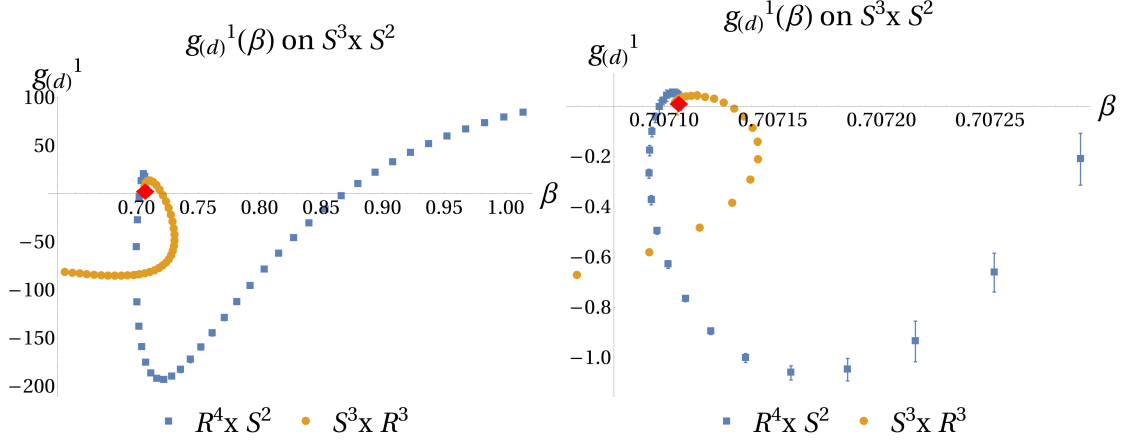 g(d)¹(β) on S³x S²
g(d)¹
100
50
−50
−100
−150
−200
0.70 0.75 0.80 0.85 0.90 0.95 1.00
β
R⁴x S² S³x R³
g(d)¹(β) on S³x S²
g(d)¹
−0.2
−0.4
−0.6
−0.8
−1.0
0.70710 0.70715 0.70720 0.70725
β
R⁴x S² S³x R³